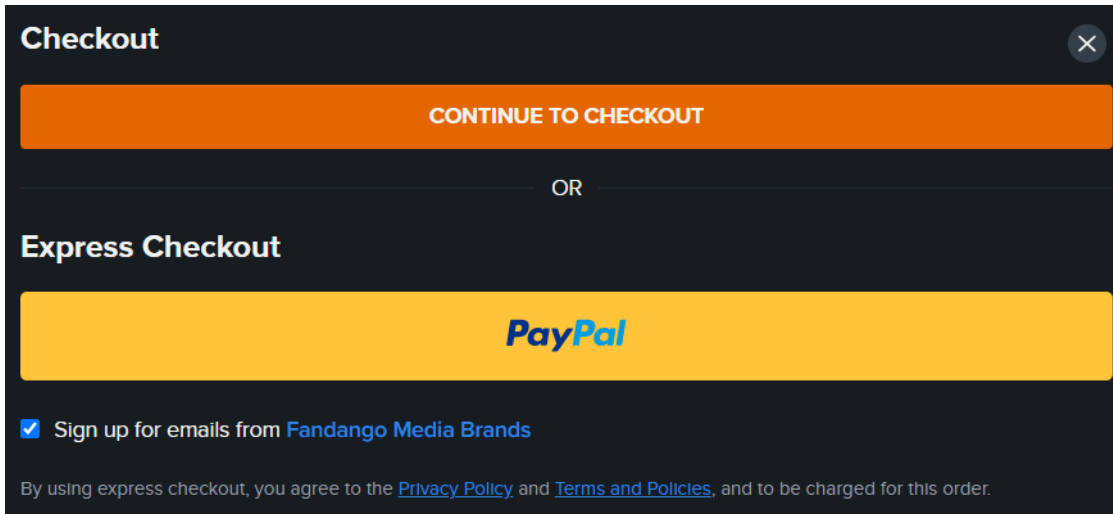 Checkout
CONTINUE TO CHECKOUT
OR
Express Checkout
PayPal
Sign up for emails from Fandango Media Brands
By using express checkout, you agree to the Privacy Policy and Terms and Policies, and to be charged for this order.